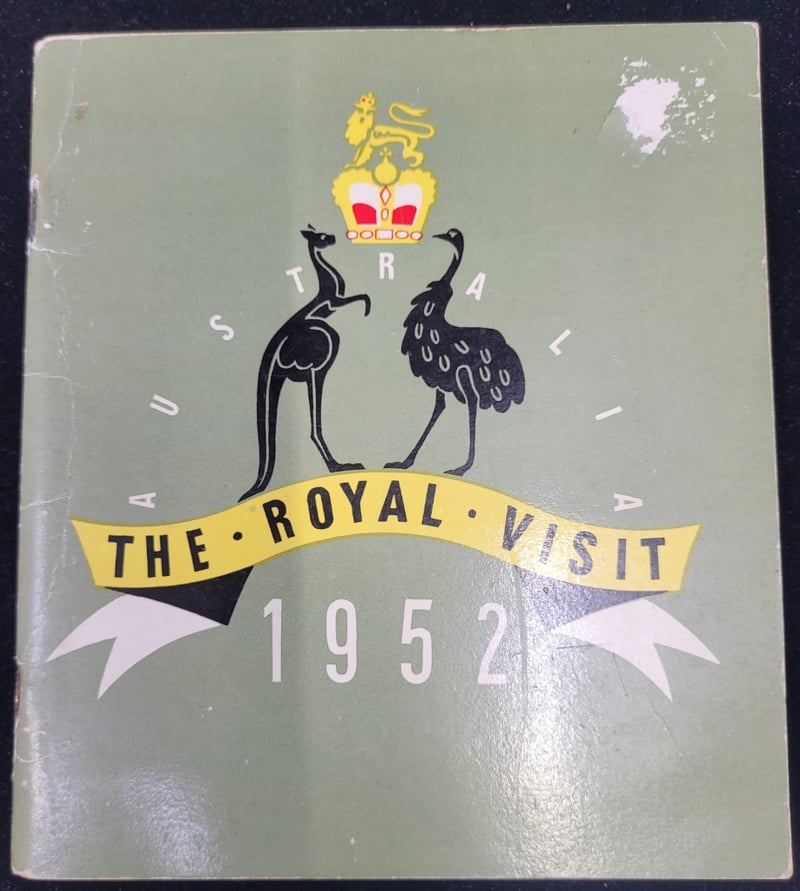 AUSTRALIA
THE · ROYAL · VISIT
1952